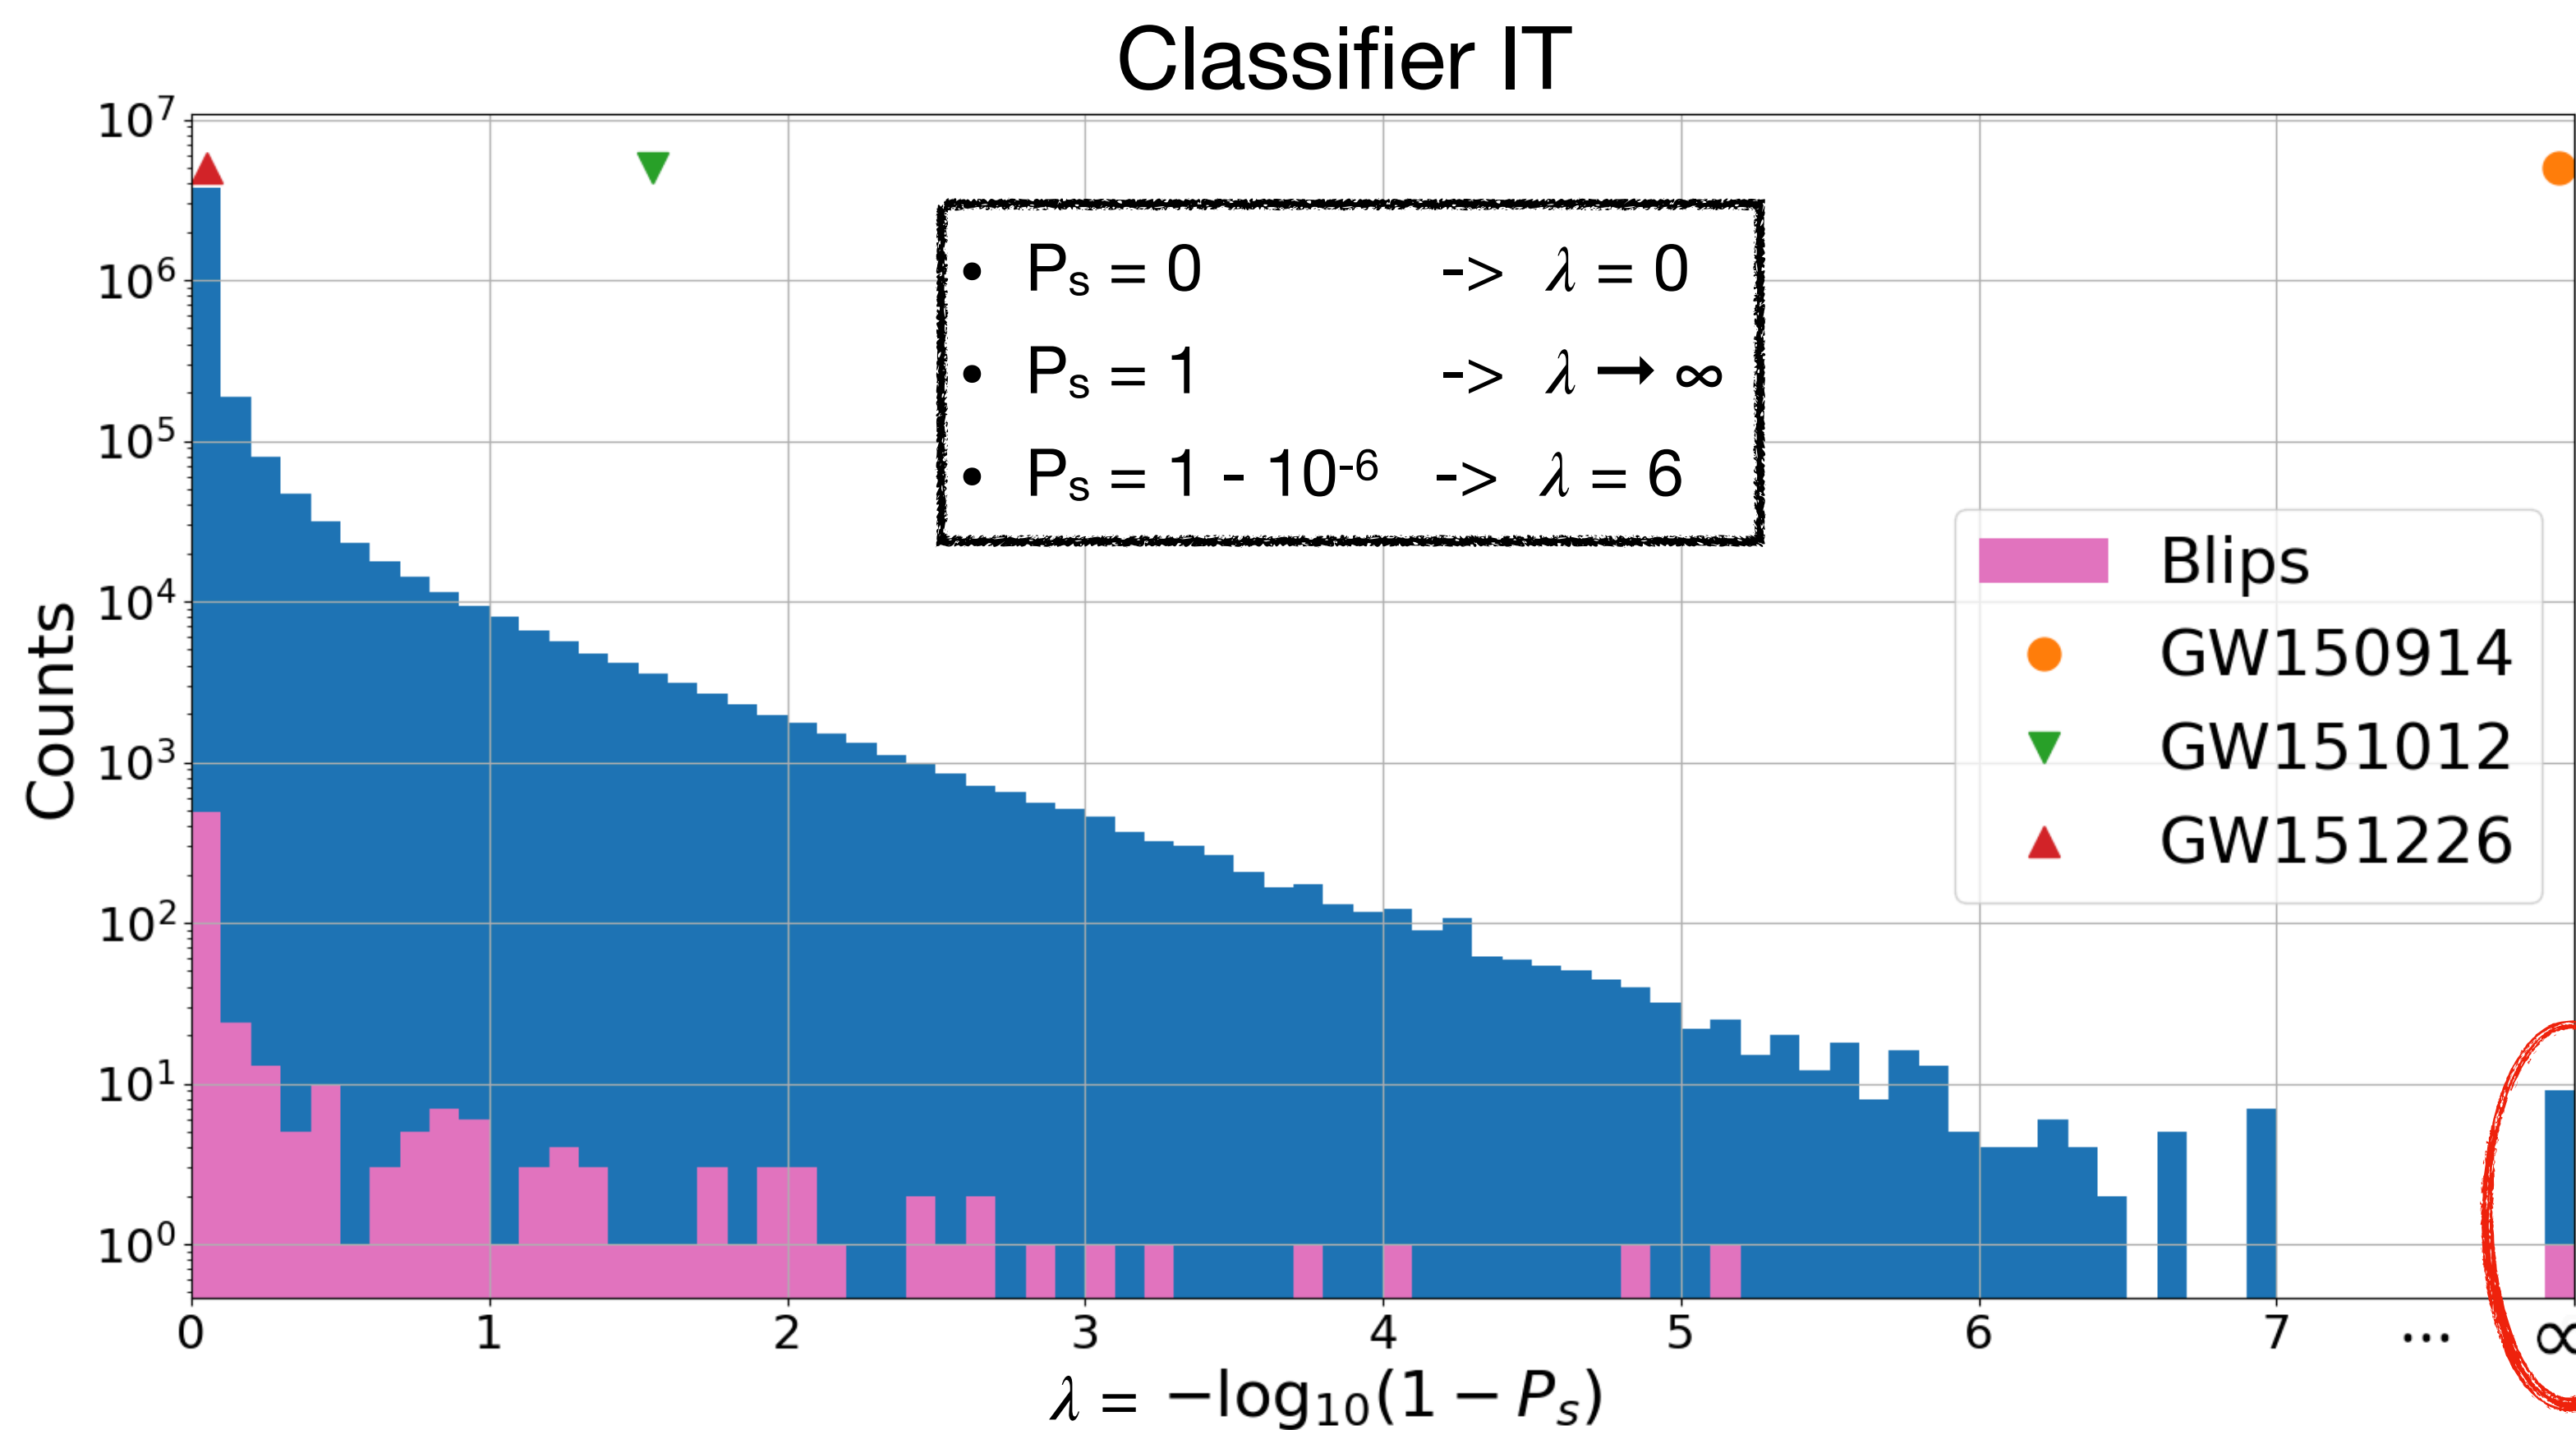 Classifier IT
10⁷
10⁶
10⁵
10⁴
10³
10²
10¹
10⁰
Counts
• Pₛ = 0 -> λ = 0
• Pₛ = 1 -> λ → ∞
• Pₛ = 1 - 10⁻⁶ -> λ = 6
Blips
GW150914
GW151012
GW151226
0 1 2 3 4 5 6 7 ... ∞
λ = −log₁₀(1 − Pₛ)